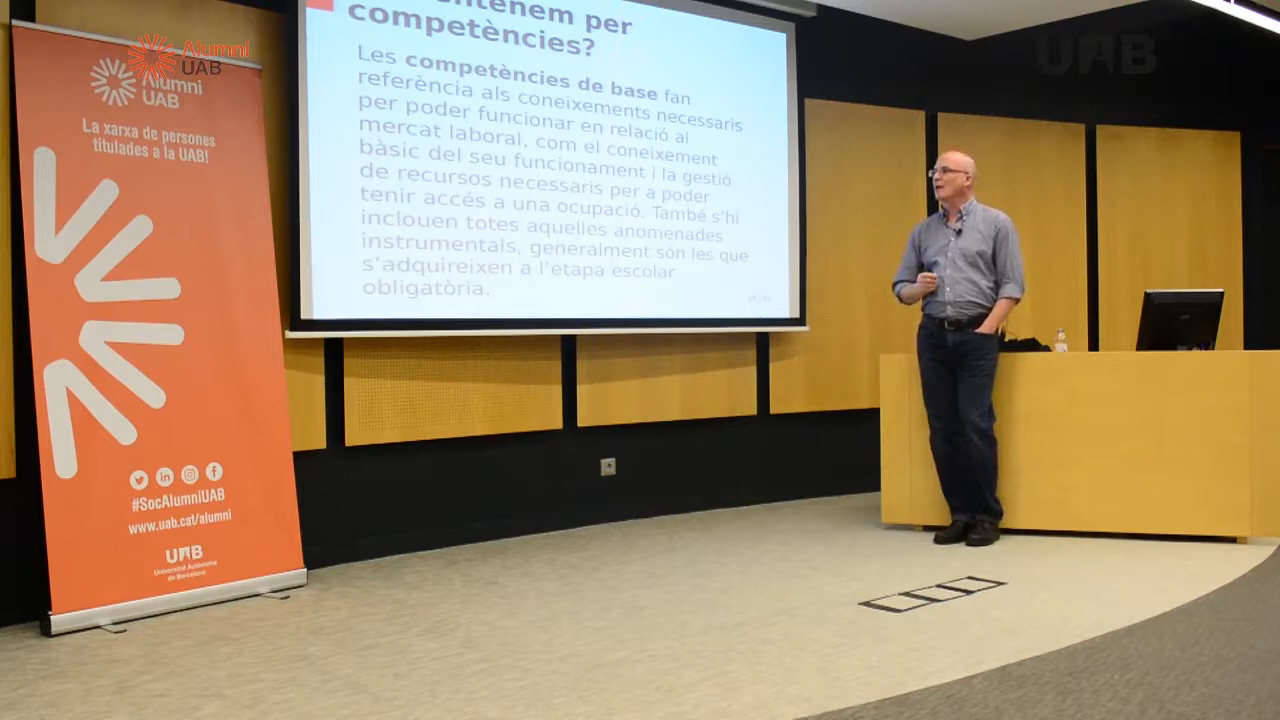 Alumni
UAB
Alumni
UAB
La xarxa de persones
titulades a la UAB!
#SocAlumniUAB
www.uab.cat/alumni
UAB
Universitat Autònoma
de Barcelona
entenem per
competències?
Les competències de base fan
referència als coneixements necessaris
per poder funcionar en relació al
mercat laboral, com el coneixement
bàsic del seu funcionament i la gestió
de recursos necessaris per a poder
tenir accés a una ocupació. També s'hi
inclouen totes aquelles anomenades
instrumentals, generalment son les que
s'adquireixen a l'etapa escolar
obligatòria.
UAB